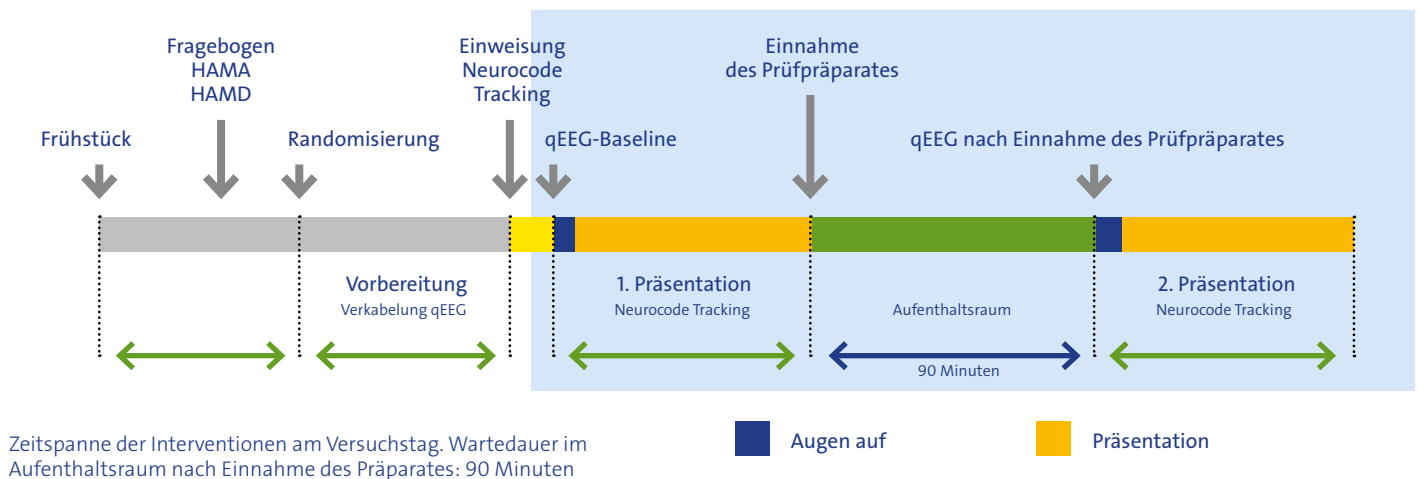 Fragebogen
HAMA
HAMD
Einweisung
Neurocode
Tracking
Einnahme
des Prüfpräparates
Frühstück
Randomisierung
qEEG-Baseline
qEEG nach Einnahme des Prüfpräparates
Vorbereitung
Verkabelung qEEG
1. Präsentation
Neurocode Tracking
Aufenthaltsraum
2. Präsentation
Neurocode Tracking
90 Minuten
Zeitspanne der Interventionen am Versuchstag. Wartedauer im
Aufenthaltsraum nach Einnahme des Präparates: 90 Minuten
Augen auf
Präsentation